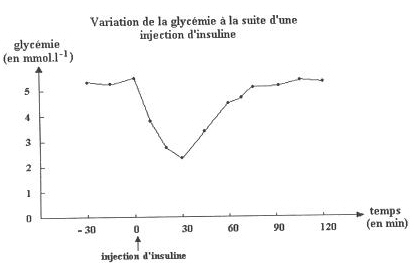 Variation de la glycémie à la suite d'une
injection d'insuline
glycémie
(en mmol.l⁻¹)
5
4
3
2
1
0
- 30
0
30
60
90
120
temps
(en min)
injection d'insuline